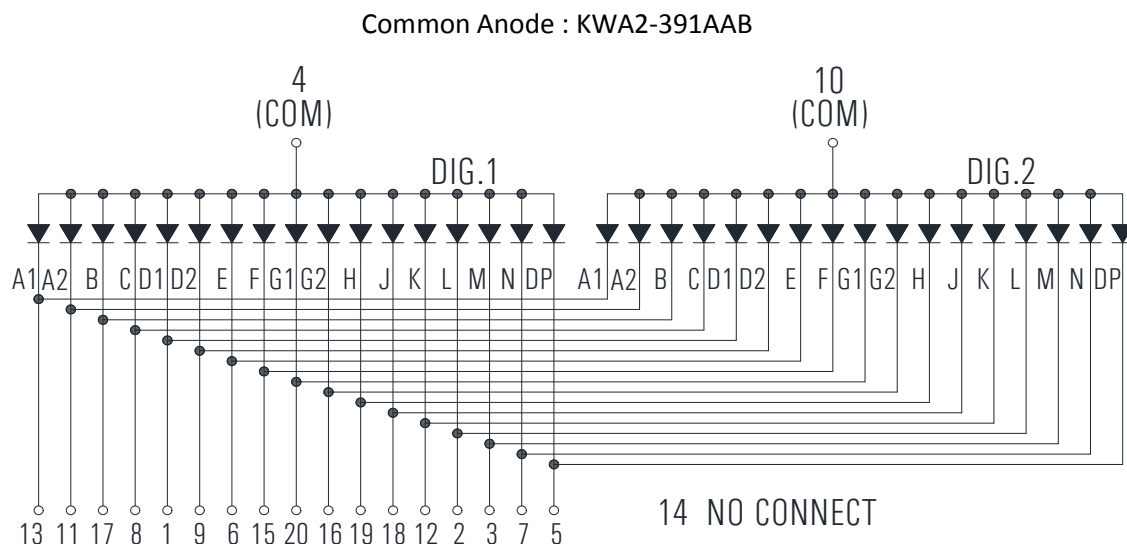 Common Anode : KWA2-391AAB
4 10
(COM) (COM)
DIG.1 DIG.2
A1 A2 B C D1 D2 E F G1 G2 H J K L M N DP A1 A2 B C D1 D2 E F G1 G2 H J K L M N DP
14 NO CONNECT
13 11 17 8 1 9 6 15 20 16 19 18 12 2 3 7 5